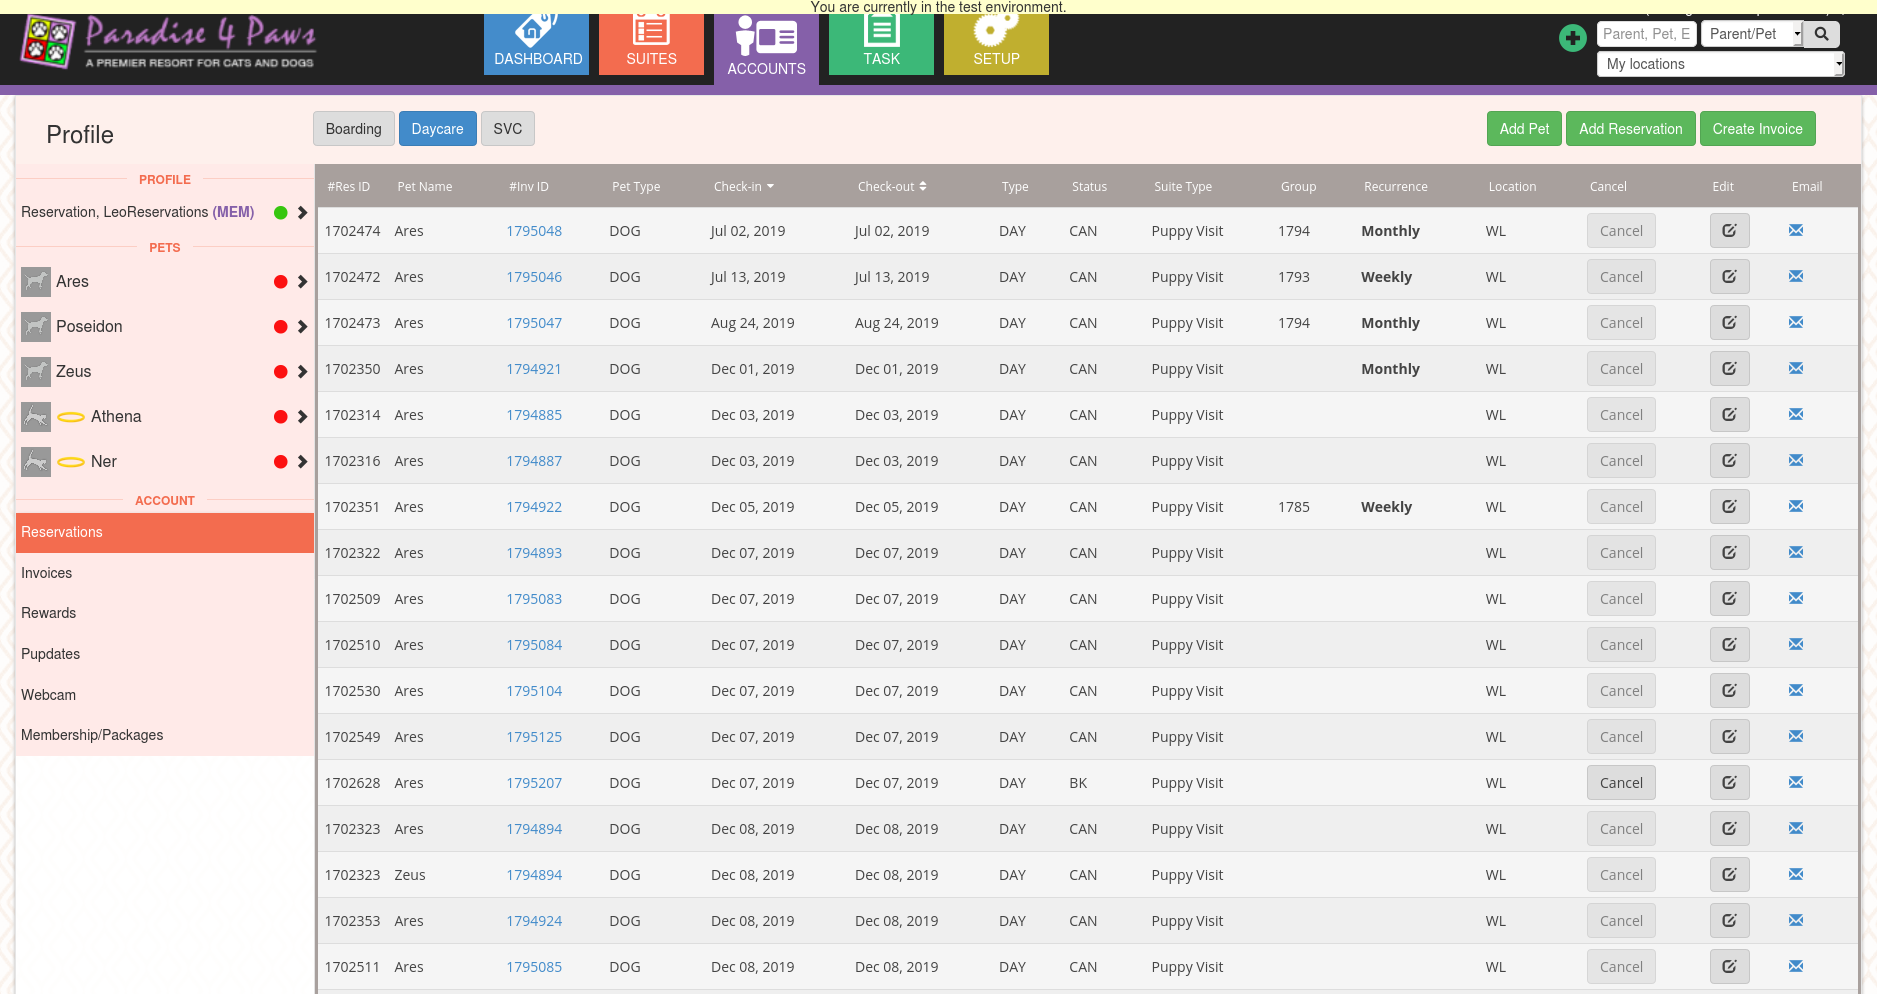 You are currently in the test environment.
Paradise 4 Paws
A PREMIER RESORT FOR CATS AND DOGS
DASHBOARD SUITES ACCOUNTS TASK SETUP
Parent, Pet, E Parent/Pet
My locations
Profile
Boarding Daycare SVC
Add Pet Add Reservation Create Invoice
PROFILE
Reservation, LeoReservations (MEM)
PETS
Ares
Poseidon
Zeus
Athena
Ner
ACCOUNT
Reservations
Invoices
Rewards
Pupdates
Webcam
Membership/Packages
#Res ID Pet Name #Inv ID Pet Type Check-in Check-out Type Status Suite Type Group Recurrence Location Cancel Edit Email
1702474 Ares 1795048 DOG Jul 02, 2019 Jul 02, 2019 DAY CAN Puppy Visit 1794 Monthly WL Cancel
1702472 Ares 1795046 DOG Jul 13, 2019 Jul 13, 2019 DAY CAN Puppy Visit 1793 Weekly WL Cancel
1702473 Ares 1795047 DOG Aug 24, 2019 Aug 24, 2019 DAY CAN Puppy Visit 1794 Monthly WL Cancel
1702350 Ares 1794921 DOG Dec 01, 2019 Dec 01, 2019 DAY CAN Puppy Visit Monthly WL Cancel
1702314 Ares 1794885 DOG Dec 03, 2019 Dec 03, 2019 DAY CAN Puppy Visit WL Cancel
1702316 Ares 1794887 DOG Dec 03, 2019 Dec 03, 2019 DAY CAN Puppy Visit WL Cancel
1702351 Ares 1794922 DOG Dec 05, 2019 Dec 05, 2019 DAY CAN Puppy Visit 1785 Weekly WL Cancel
1702322 Ares 1794893 DOG Dec 07, 2019 Dec 07, 2019 DAY CAN Puppy Visit WL Cancel
1702509 Ares 1795083 DOG Dec 07, 2019 Dec 07, 2019 DAY CAN Puppy Visit WL Cancel
1702510 Ares 1795084 DOG Dec 07, 2019 Dec 07, 2019 DAY CAN Puppy Visit WL Cancel
1702530 Ares 1795104 DOG Dec 07, 2019 Dec 07, 2019 DAY CAN Puppy Visit WL Cancel
1702549 Ares 1795125 DOG Dec 07, 2019 Dec 07, 2019 DAY CAN Puppy Visit WL Cancel
1702628 Ares 1795207 DOG Dec 07, 2019 Dec 07, 2019 DAY BK Puppy Visit WL Cancel
1702323 Ares 1794894 DOG Dec 08, 2019 Dec 08, 2019 DAY CAN Puppy Visit WL Cancel
1702323 Zeus 1794894 DOG Dec 08, 2019 Dec 08, 2019 DAY CAN Puppy Visit WL Cancel
1702353 Ares 1794924 DOG Dec 08, 2019 Dec 08, 2019 DAY CAN Puppy Visit WL Cancel
1702511 Ares 1795085 DOG Dec 08, 2019 Dec 08, 2019 DAY CAN Puppy Visit WL Cancel